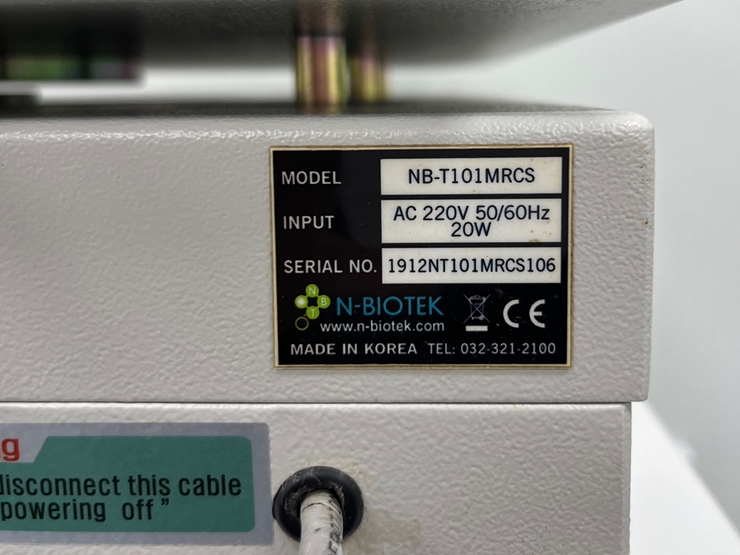 MODEL NB-T101MRCS
INPUT AC 220V 50/60Hz
20W
SERIAL NO. 1912NT101MRCS106
N
B
T
N-BIOTEK
www.n-biotek.com
CE
MADE IN KOREA TEL: 032-321-2100
g
disconnect this cable
powering off"